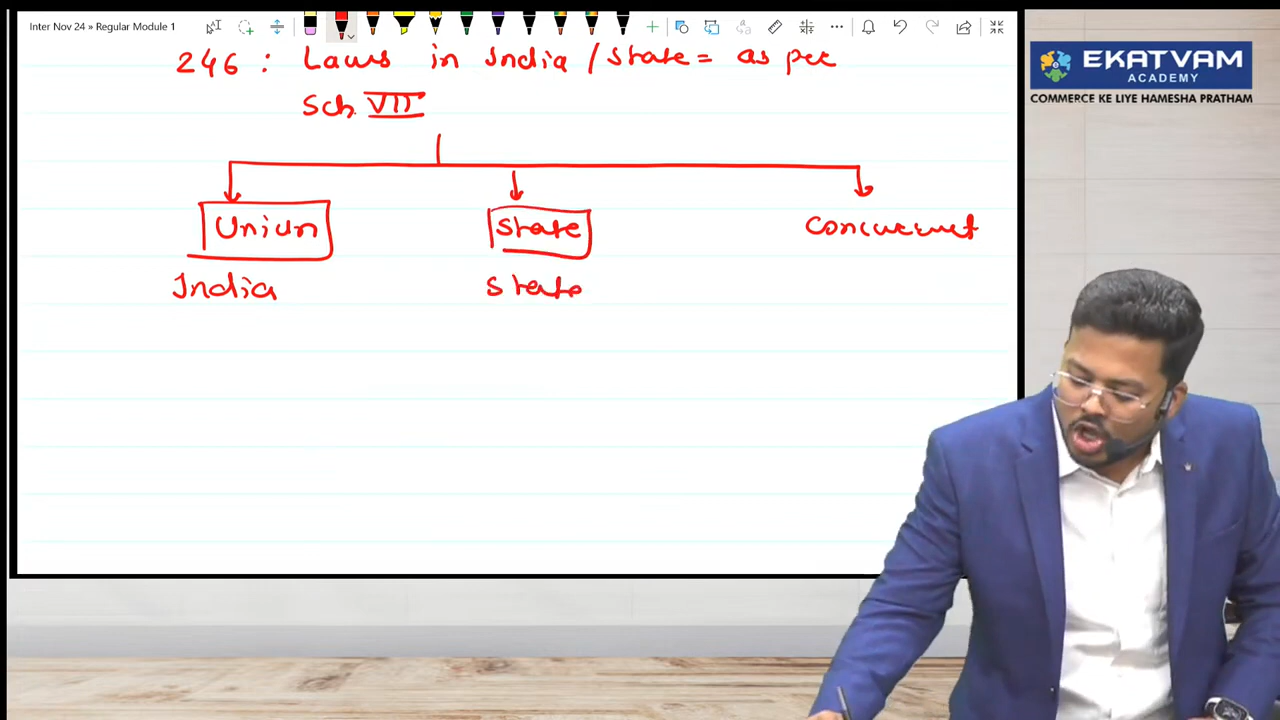 Inter Nov 24 » Regular Module 1
EKATVAM
ACADEMY
COMMERCE KE LIYE HAMESHA PRATHAM
246 : Laws in India / State = as per
Sch. VII
Union State Concurrent
India State